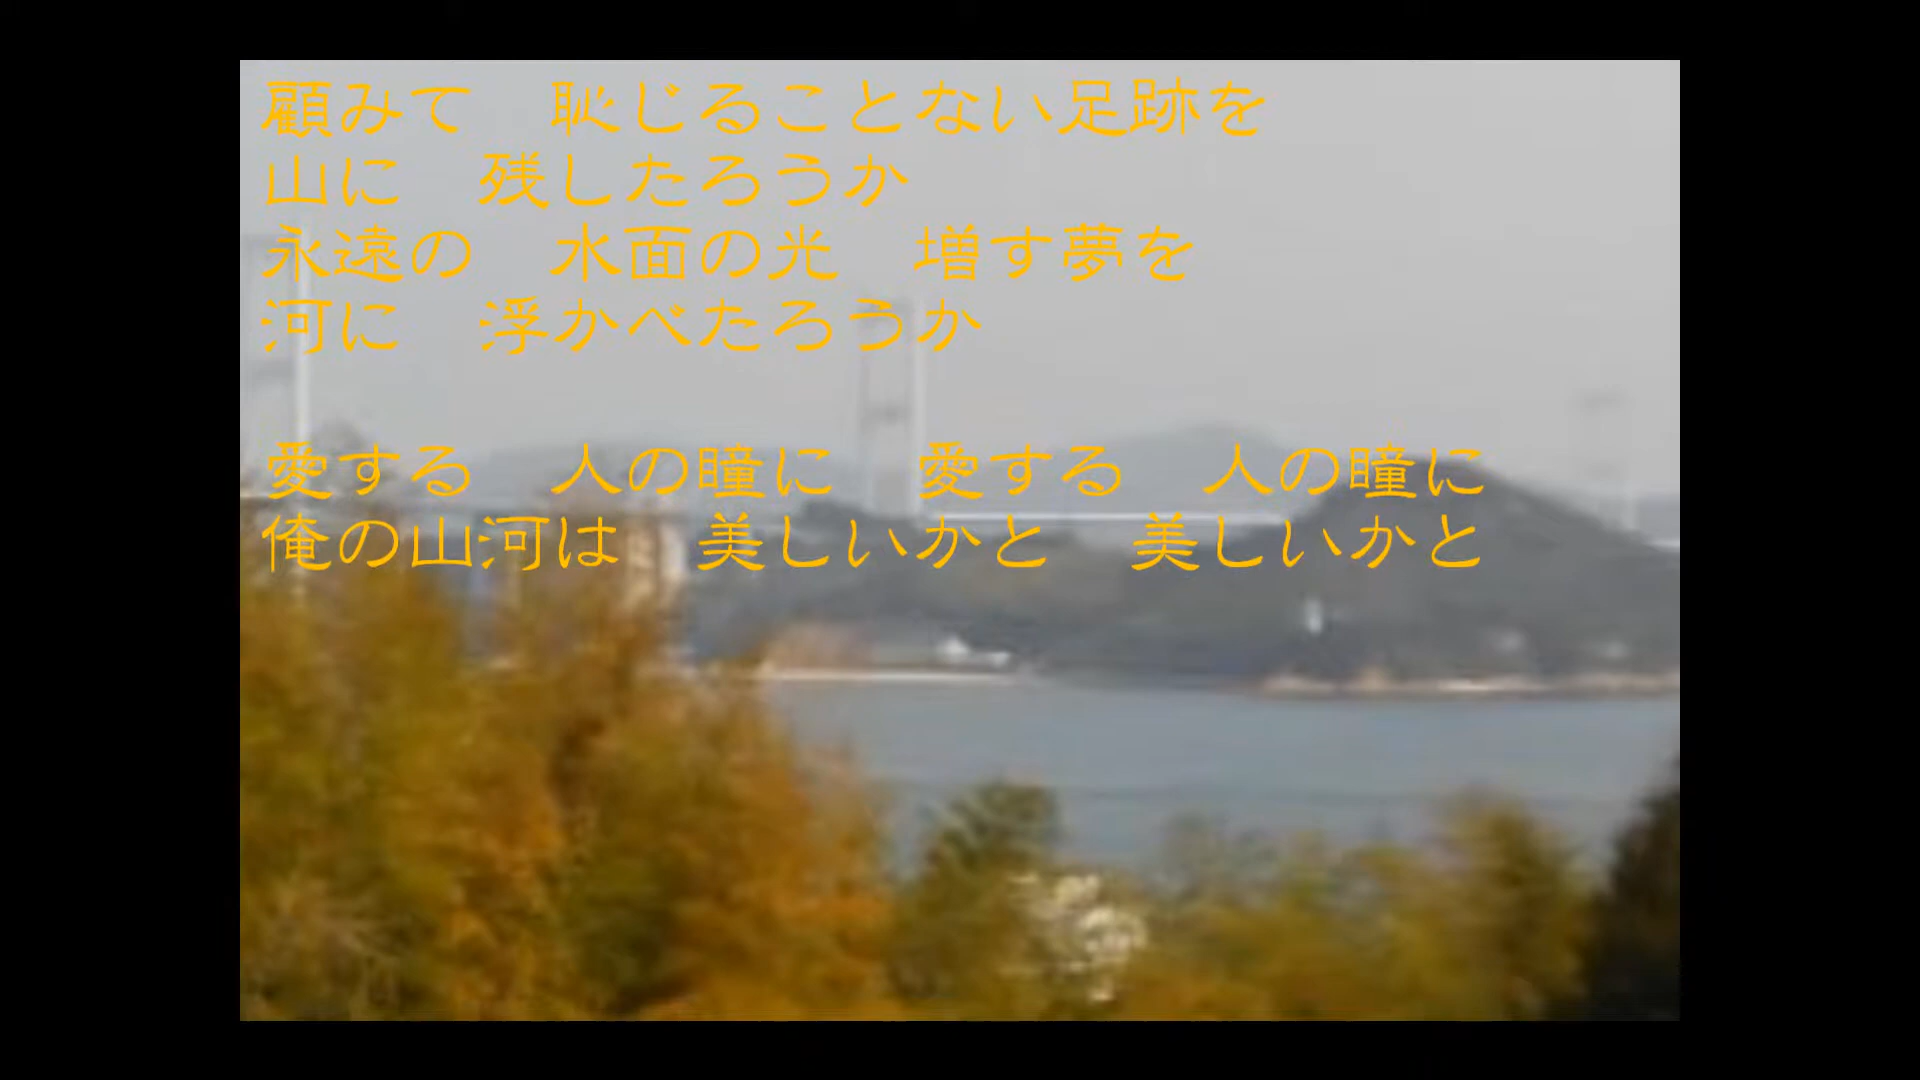 顧みて　恥じることない足跡を
山に　残したろうか
永遠の　水面の光　増す夢を
河に　浮かべたろうか
愛する　人の瞳に　愛する　人の瞳に
俺の山河は　美しいかと　美しいかと